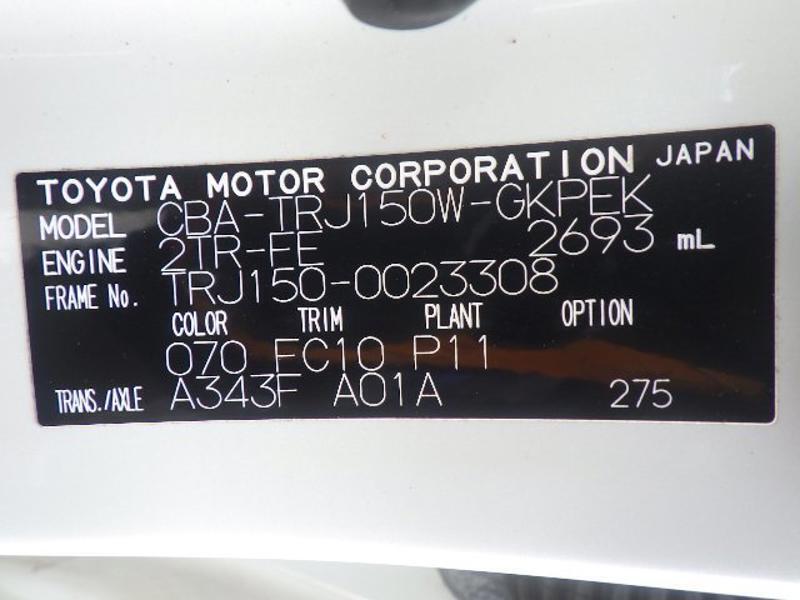 TOYOTA MOTOR CORPORATION JAPAN
MODEL CBA-TRJ150W-GKPEK
ENGINE 2TR-FE 2693 mL
FRAME No. TRJ150-0023308
COLOR TRIM PLANT OPTION
070 FC10 P11
TRANS./AXLE A343F A01A 275